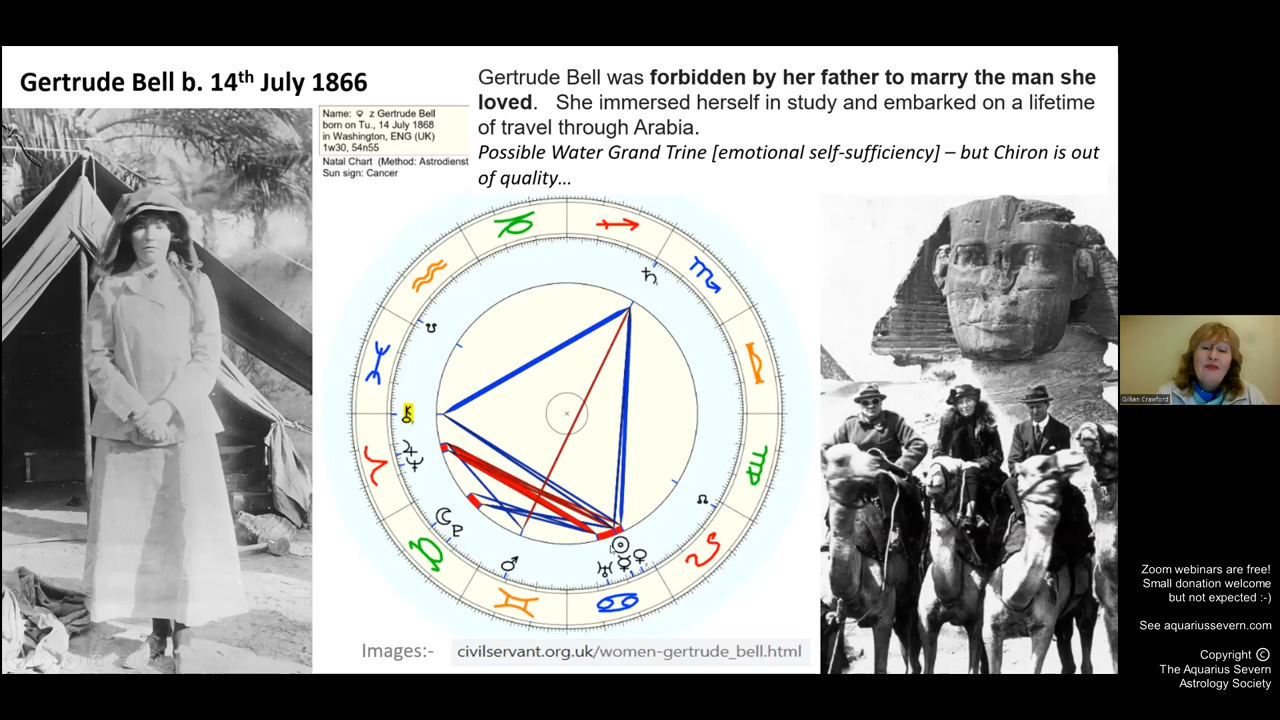 Gertrude Bell b. 14th July 1866
Gertrude Bell was forbidden by her father to marry the man she
loved. She immersed herself in study and embarked on a lifetime
of travel through Arabia.
Possible Water Grand Trine [emotional self-sufficiency] – but Chiron is out
of quality...
Name: ♀ z Gertrude Bell
born on Tu., 14 July 1868
in Washington, ENG (UK)
1w30, 54n55
Natal Chart (Method: Astrodienst
Sun sign: Cancer
Images:- civilservant.org.uk/women-gertrude_bell.html
Gillian Crawford
Zoom webinars are free!
Small donation welcome
but not expected :-)
See aquariussevern.com
Copyright ©
The Aquarius Severn
Astrology Society